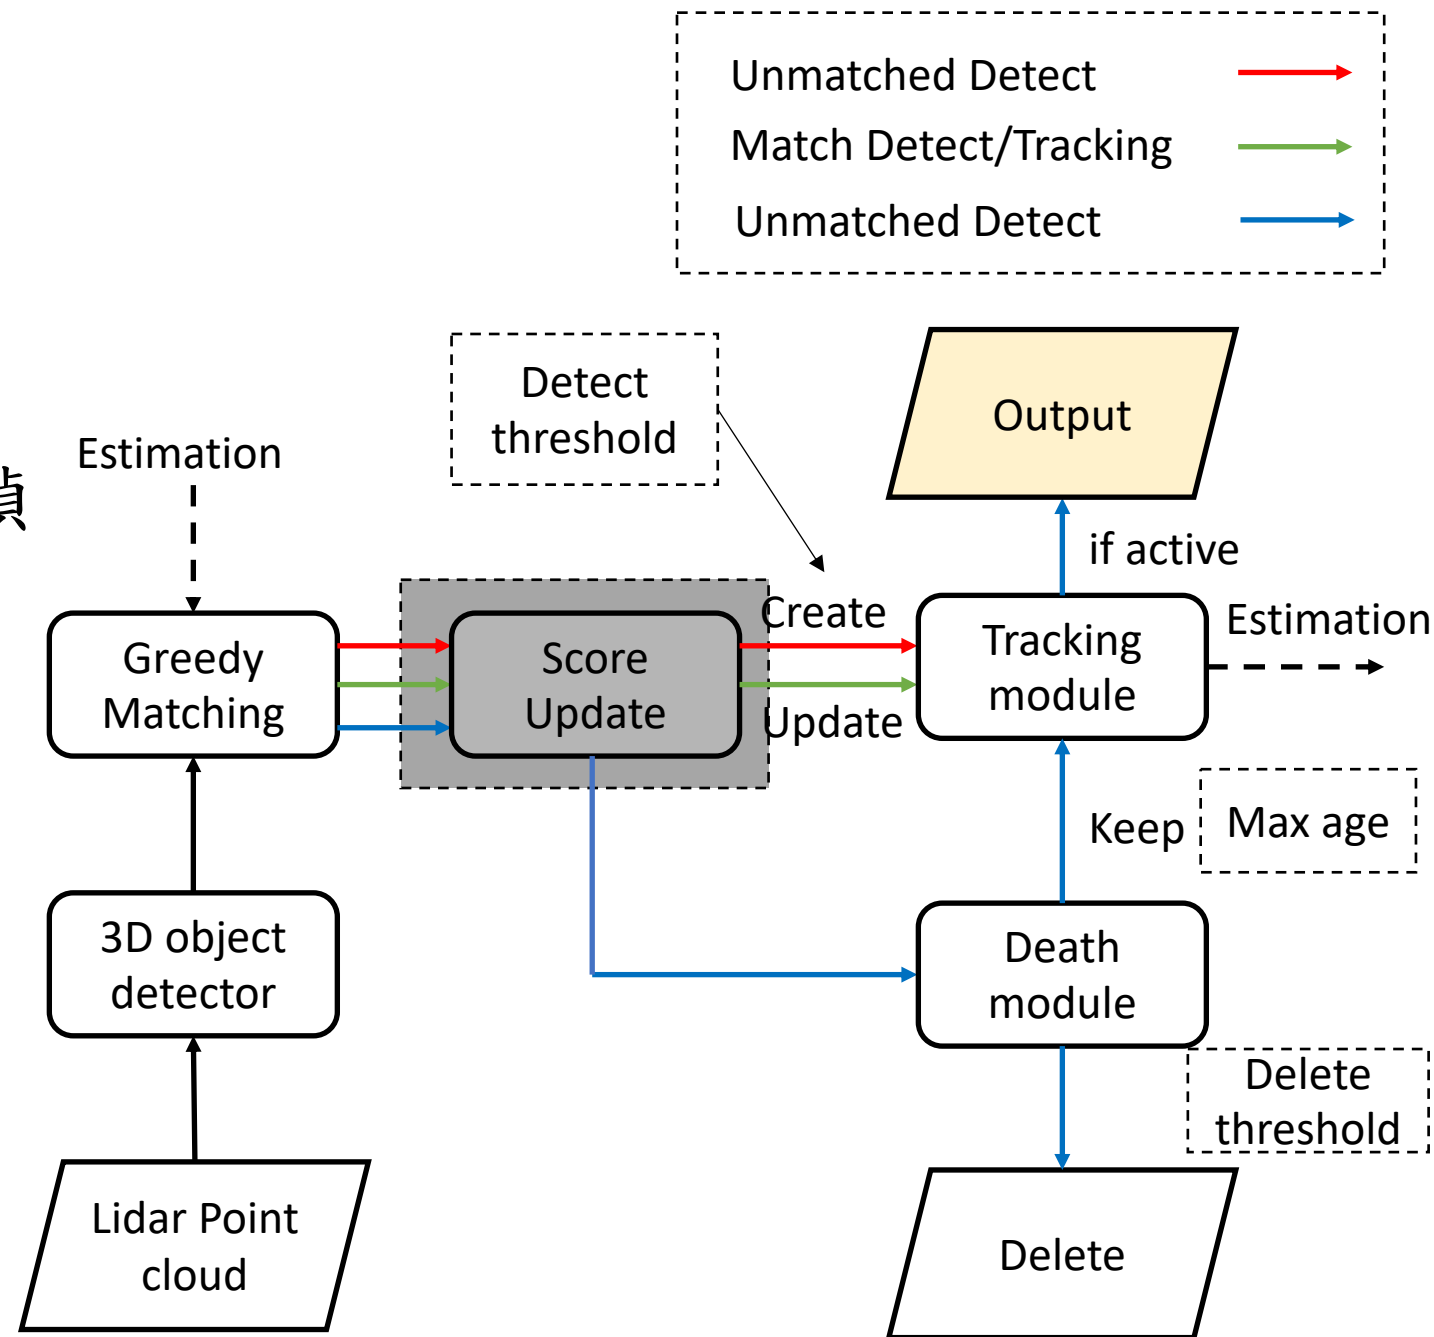 Unmatched Detect
Match Detect/Tracking
Unmatched Detect
Detect
threshold
Output
Estimation
偵
if active
Create
Estimation
Greedy
Matching
Score
Update
Tracking
module
Update
Keep
Max age
3D object
detector
Death
module
Delete
threshold
Lidar Point
cloud
Delete